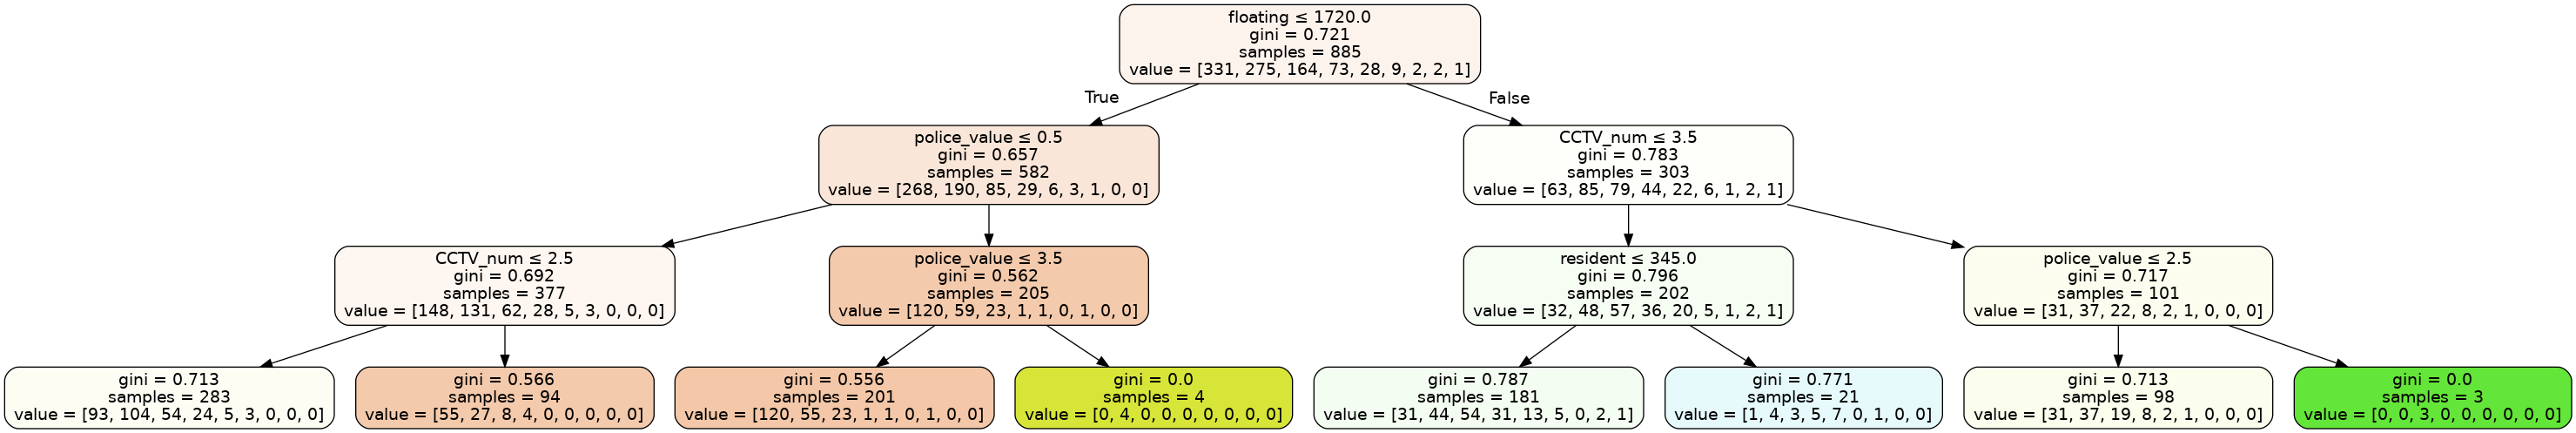 floating ≤ 1720.0
gini = 0.721
samples = 885
value = [331, 275, 164, 73, 28, 9, 2, 2, 1]
True
False
police_value ≤ 0.5
gini = 0.657
samples = 582
value = [268, 190, 85, 29, 6, 3, 1, 0, 0]
CCTV_num ≤ 3.5
gini = 0.783
samples = 303
value = [63, 85, 79, 44, 22, 6, 1, 2, 1]
CCTV_num ≤ 2.5
gini = 0.692
samples = 377
value = [148, 131, 62, 28, 5, 3, 0, 0, 0]
police_value ≤ 3.5
gini = 0.562
samples = 205
value = [120, 59, 23, 1, 1, 0, 1, 0, 0]
resident ≤ 345.0
gini = 0.796
samples = 202
value = [32, 48, 57, 36, 20, 5, 1, 2, 1]
police_value ≤ 2.5
gini = 0.717
samples = 101
value = [31, 37, 22, 8, 2, 1, 0, 0, 0]
gini = 0.713
samples = 283
value = [93, 104, 54, 24, 5, 3, 0, 0, 0]
gini = 0.566
samples = 94
value = [55, 27, 8, 4, 0, 0, 0, 0, 0]
gini = 0.556
samples = 201
value = [120, 55, 23, 1, 1, 0, 1, 0, 0]
gini = 0.0
samples = 4
value = [0, 4, 0, 0, 0, 0, 0, 0, 0]
gini = 0.787
samples = 181
value = [31, 44, 54, 31, 13, 5, 0, 2, 1]
gini = 0.771
samples = 21
value = [1, 4, 3, 5, 7, 0, 1, 0, 0]
gini = 0.713
samples = 98
value = [31, 37, 19, 8, 2, 1, 0, 0, 0]
gini = 0.0
samples = 3
value = [0, 0, 3, 0, 0, 0, 0, 0, 0]